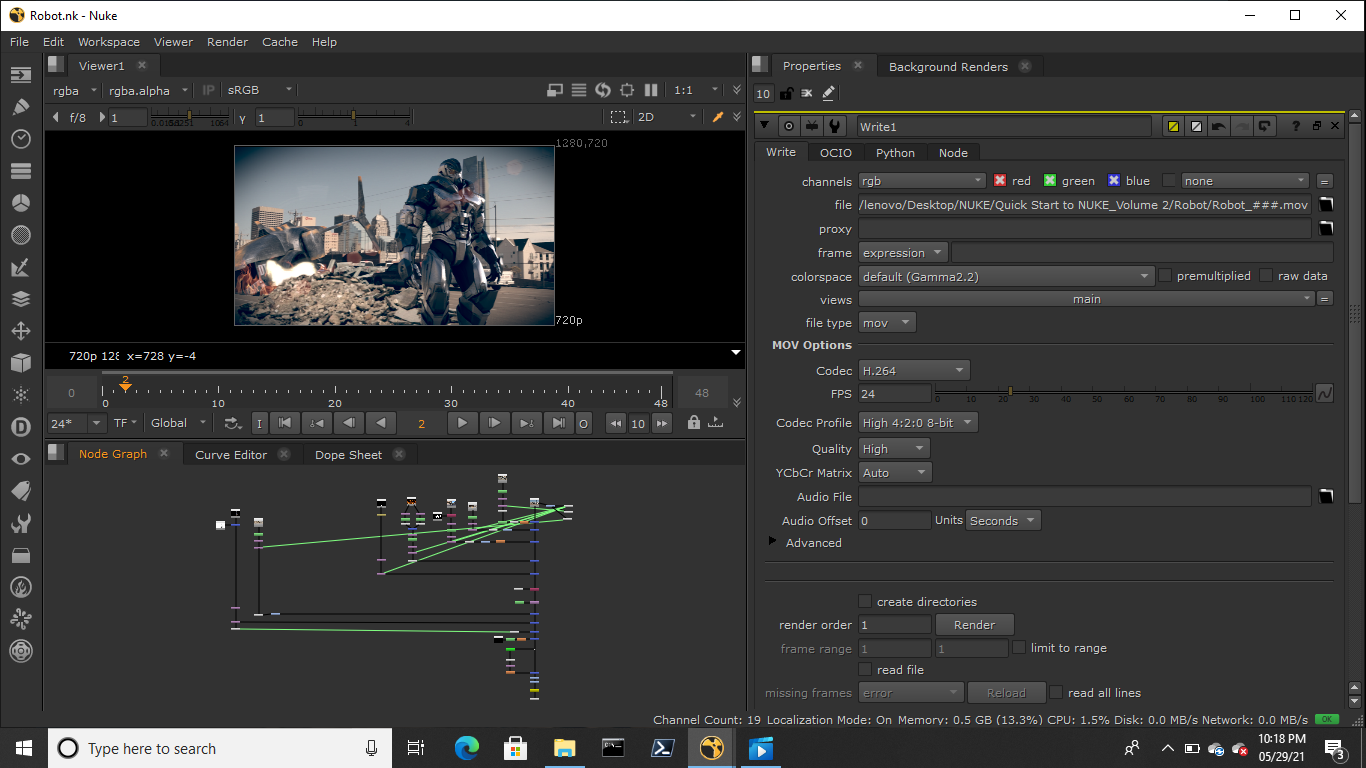 Robot.nk - Nuke
File Edit Workspace Viewer Render Cache Help
Viewer1
rgba rgba.alpha IP sRGB 1:1
f/8 1 γ 1 0 1 4 2D
1280,720
720p
720p 128 x=728 y=-4
0 2 0 10 20 30 40 48 48
24* TF Global I 2 O 10
Node Graph Curve Editor Dope Sheet
Properties Background Renders
10
Write1
Write OCIO Python Node
channels rgb red green blue none =
file /lenovo/Desktop/NUKE/Quick Start to NUKE_Volume 2/Robot/Robot_###.mov
proxy
frame expression
colorspace default (Gamma2.2) premultiplied raw data
views main =
file type mov
MOV Options
Codec H.264
FPS 24 0 10 20 30 40 50 60 70 80 90 100 110 120
Codec Profile High 4:2:0 8-bit
Quality High
YCbCr Matrix Auto
Audio File
Audio Offset 0 Units Seconds
Advanced
create directories
render order 1 Render
frame range 1 1 limit to range
read file
missing frames error Reload read all lines
Channel Count: 19 Localization Mode: On Memory: 0.5 GB (13.3%) CPU: 1.5% Disk: 0.0 MB/s Network: 0.0 MB/s OK
Type here to search
10:18 PM
05/29/21
3